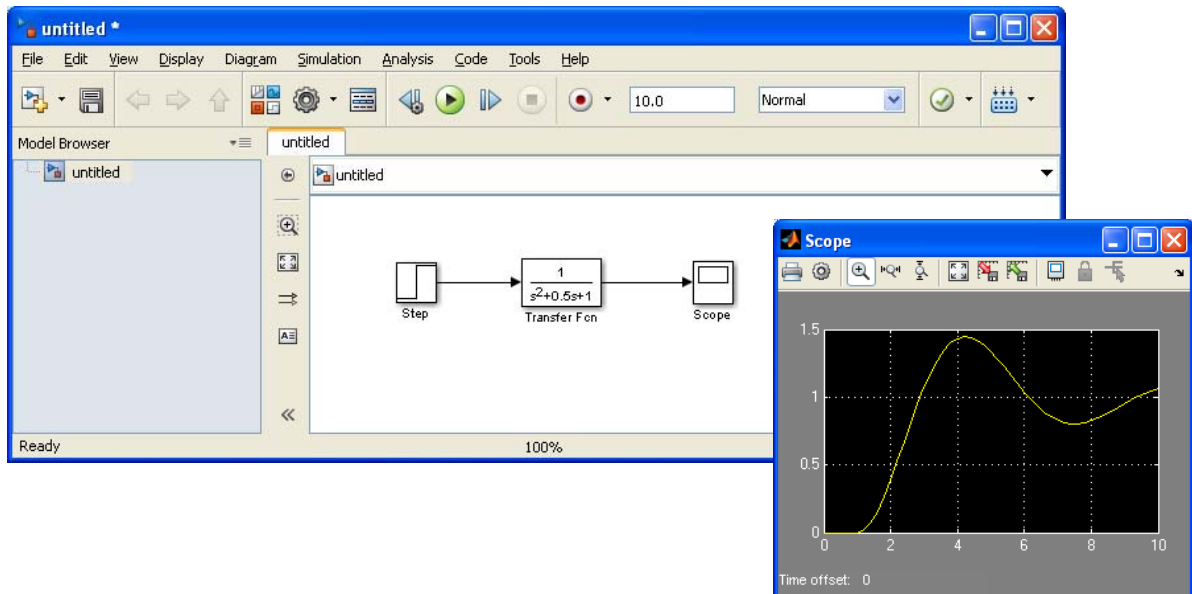 untitled *
File Edit View Display Diagram Simulation Analysis Code Tools Help
10.0 Normal
Model Browser
untitled
untitled
untitled
1
s²+0.5s+1
Step
Transfer Fcn
Scope
Ready
100%
Scope
1.5
1
0.5
0
0 2 4 6 8 10
Time offset: 0